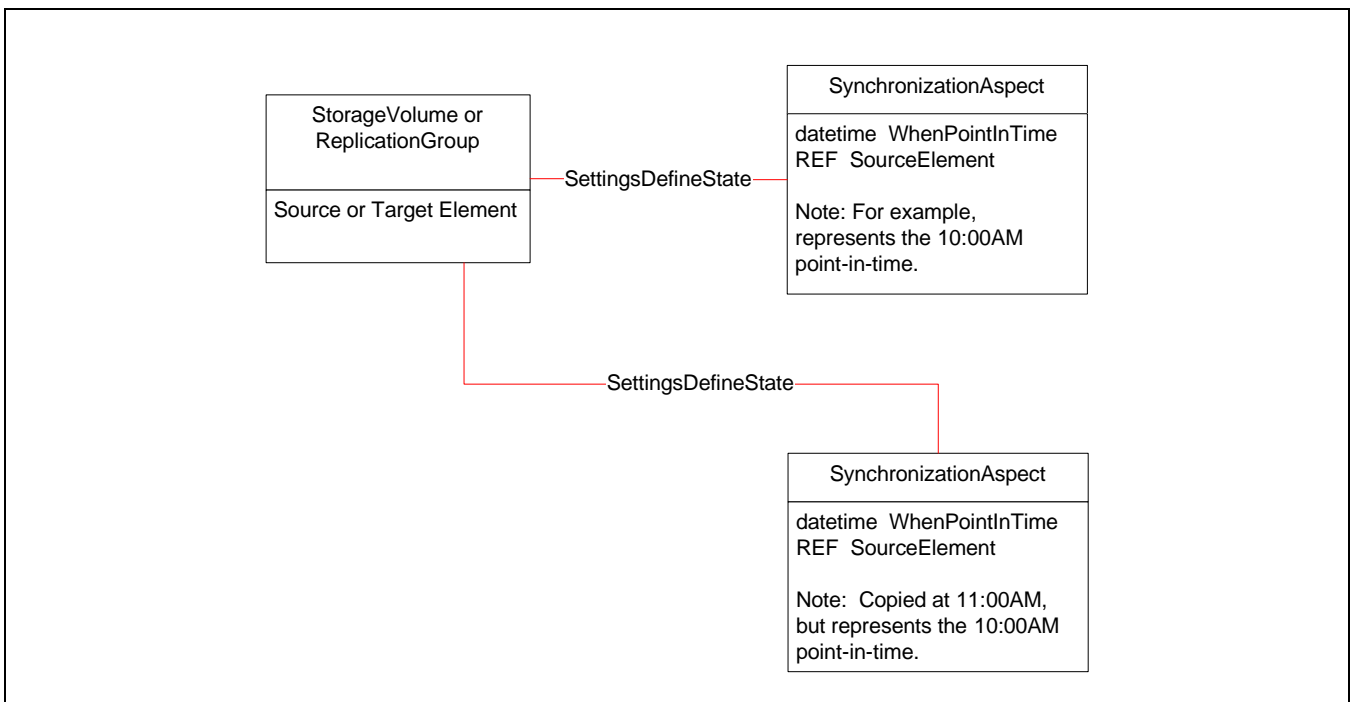 StorageVolume or
ReplicationGroup
Source or Target Element
SettingsDefineState
SynchronizationAspect
datetime WhenPointInTime
REF SourceElement
Note: For example,
represents the 10:00AM
point-in-time.
SettingsDefineState
SynchronizationAspect
datetime WhenPointInTime
REF SourceElement
Note: Copied at 11:00AM,
but represents the 10:00AM
point-in-time.